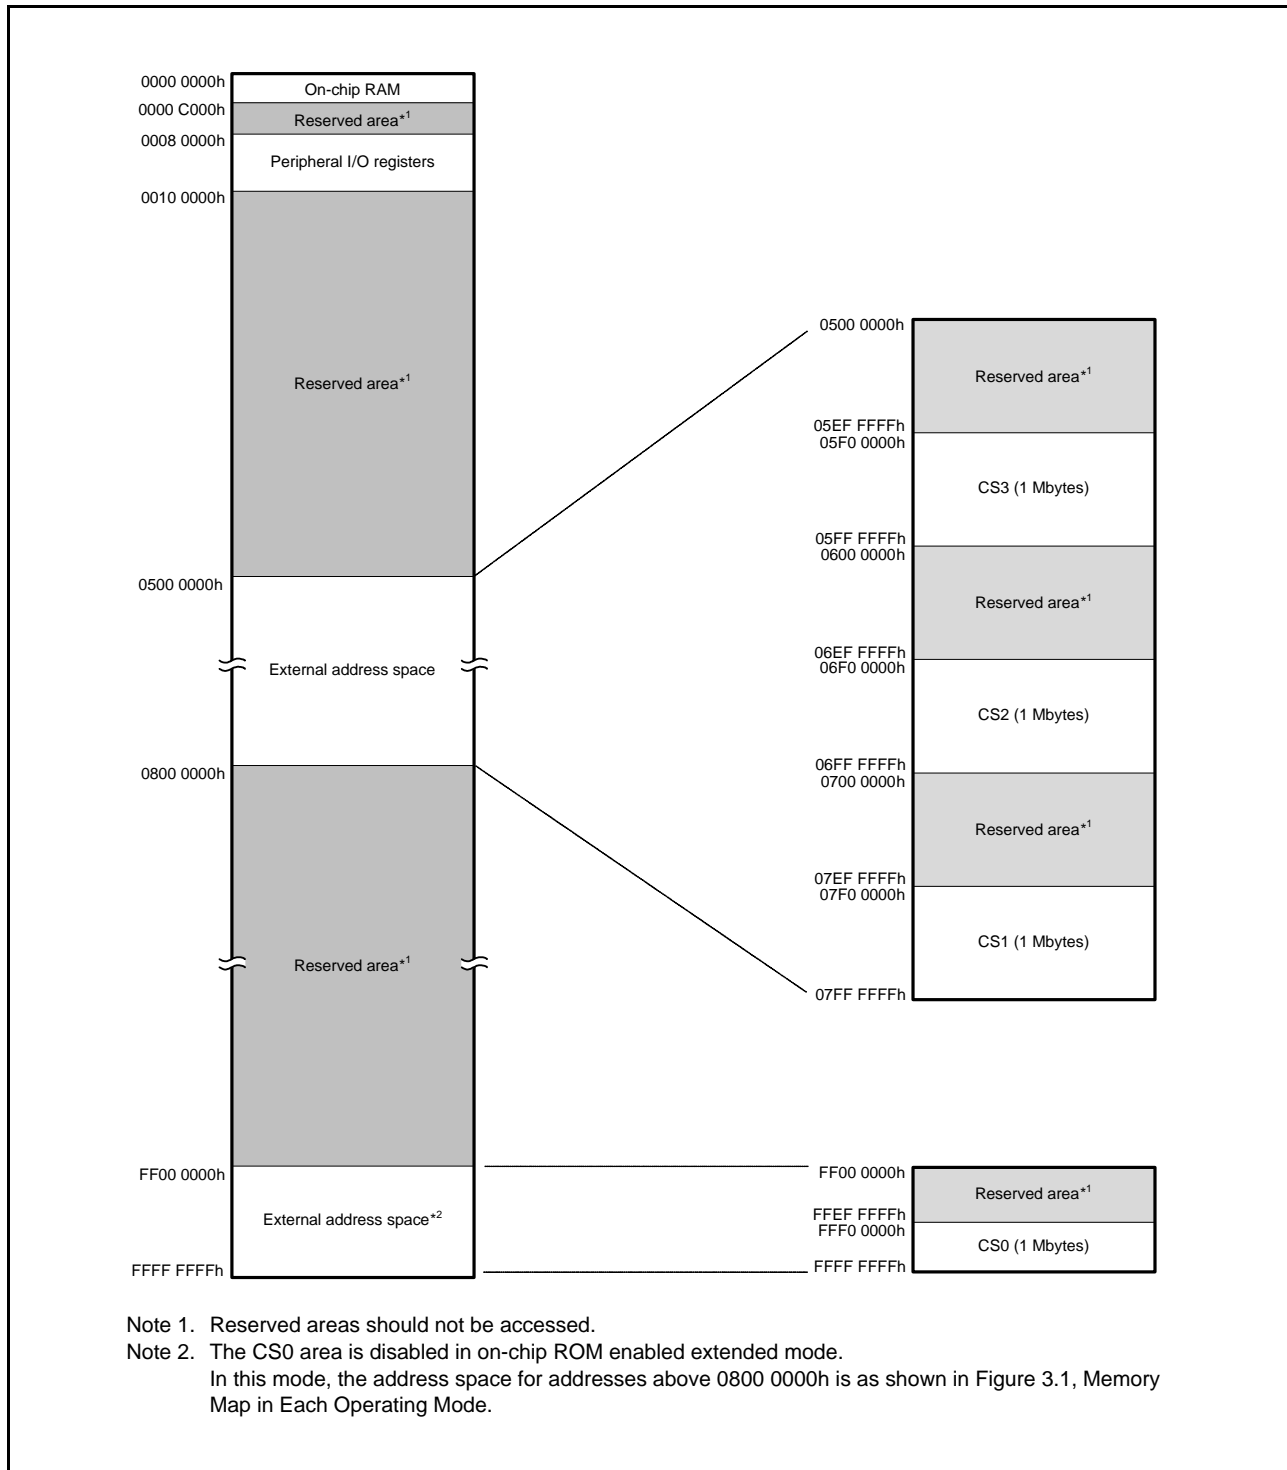 0000 0000h
On-chip RAM
0000 C000h
Reserved area*1
0008 0000h
Peripheral I/O registers
0010 0000h
Reserved area*1
0500 0000h
External address space
0800 0000h
Reserved area*1
FF00 0000h
External address space*2
FFFF FFFFh
0500 0000h
Reserved area*1
05EF FFFFh
05F0 0000h
CS3 (1 Mbytes)
05FF FFFFh
0600 0000h
Reserved area*1
06EF FFFFh
06F0 0000h
CS2 (1 Mbytes)
06FF FFFFh
0700 0000h
Reserved area*1
07EF FFFFh
07F0 0000h
CS1 (1 Mbytes)
07FF FFFFh
FF00 0000h
Reserved area*1
FFEF FFFFh
FFF0 0000h
CS0 (1 Mbytes)
FFFF FFFFh
Note 1. Reserved areas should not be accessed.
Note 2. The CS0 area is disabled in on-chip ROM enabled extended mode.
In this mode, the address space for addresses above 0800 0000h is as shown in Figure 3.1, Memory
Map in Each Operating Mode.